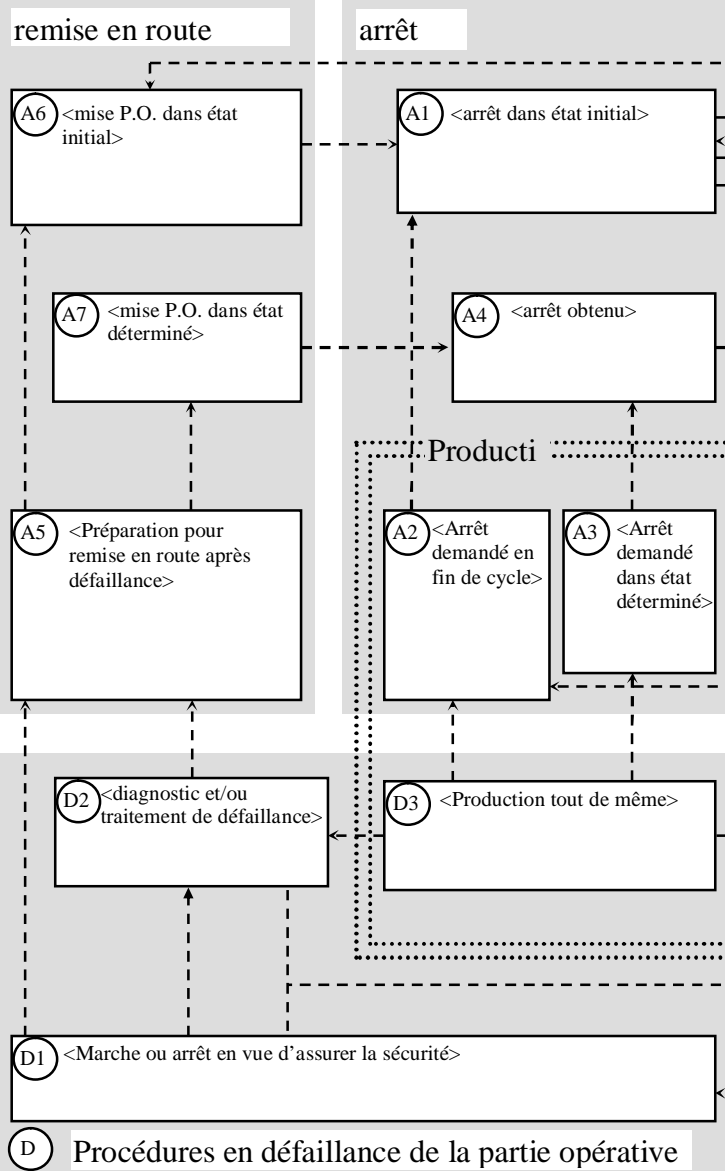 remise en route
arrêt
A6 <mise P.O. dans état
initial>
A1 <arrêt dans état initial>
A7 <mise P.O. dans état
déterminé>
A4 <arrêt obtenu>
Producti
A5 <Préparation pour
remise en route après
défaillance>
A2 <Arrêt
demandé en
fin de cycle>
A3 <Arrêt
demandé
dans état
déterminé>
D2 <diagnostic et/ou
traitement de défaillance>
D3 <Production tout de même>
D1 <Marche ou arrêt en vue d’assurer la sécurité>
D Procédures en défaillance de la partie opérative